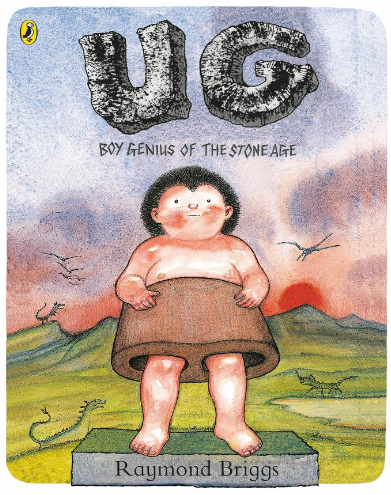 UG
BOY GENIUS OF THE STONE AGE
Raymond Briggs